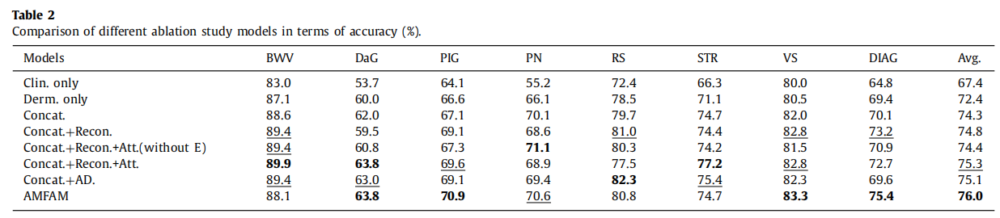 Table 2
Comparison of different ablation study models in terms of accuracy (%).
Models BWV DaG PIG PN RS STR VS DIAG Avg.
Clin. only 83.0 53.7 64.1 55.2 72.4 66.3 80.0 64.8 67.4
Derm. only 87.1 60.0 66.6 66.1 78.5 71.1 80.5 69.4 72.4
Concat. 88.6 62.0 67.1 70.1 79.7 74.7 82.0 70.1 74.3
Concat.+Recon. 89.4 59.5 69.1 68.6 81.0 74.4 82.8 73.2 74.8
Concat.+Recon.+Att.(without E) 89.4 60.8 67.3 71.1 80.3 74.2 81.5 70.9 74.4
Concat.+Recon.+Att. 89.9 63.8 69.6 68.9 77.5 77.2 82.8 72.7 75.3
Concat.+AD. 89.4 63.0 69.1 69.4 82.3 75.4 82.3 69.6 75.1
AMFAM 88.1 63.8 70.9 70.6 80.8 74.7 83.3 75.4 76.0